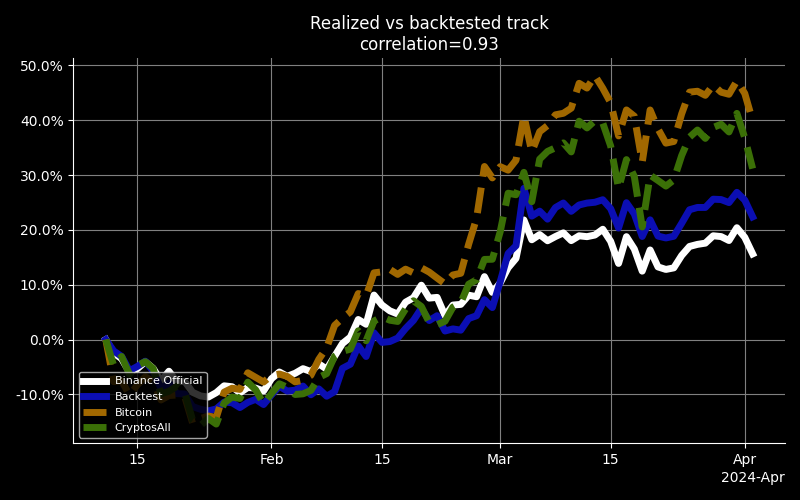 Realized vs backtested track
correlation=0.93
50.0%
40.0%
30.0%
20.0%
10.0%
0.0%
-10.0%
Binance Official
Backtest
Bitcoin
CryptosAll
15
Feb
15
Mar
15
Apr
2024-Apr